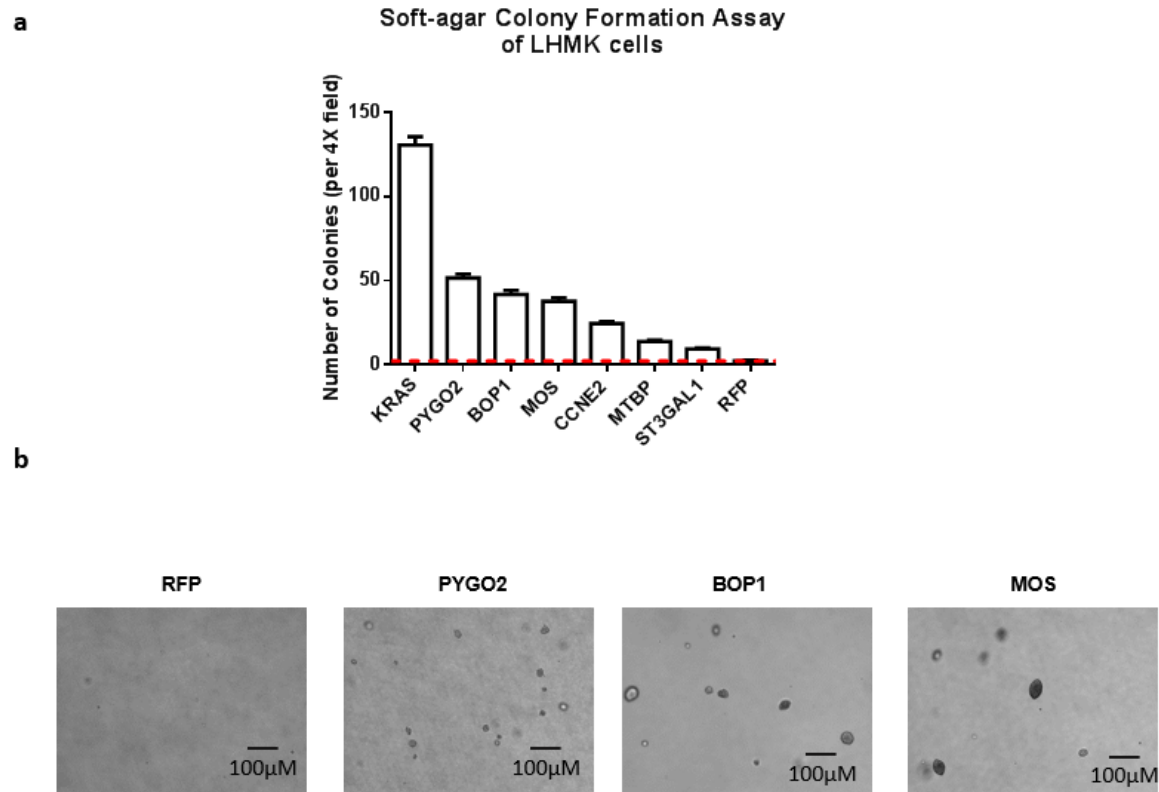 a
Soft-agar Colony Formation Assay
of LHMK cells
Number of Colonies (per 4X field)
150
100
50
0
KRAS
PYGO2
BOP1
MOS
CCNE2
MTBP
ST3GAL1
RFP
b
RFP
PYGO2
BOP1
MOS
100μM
100μM
100μM
100μM